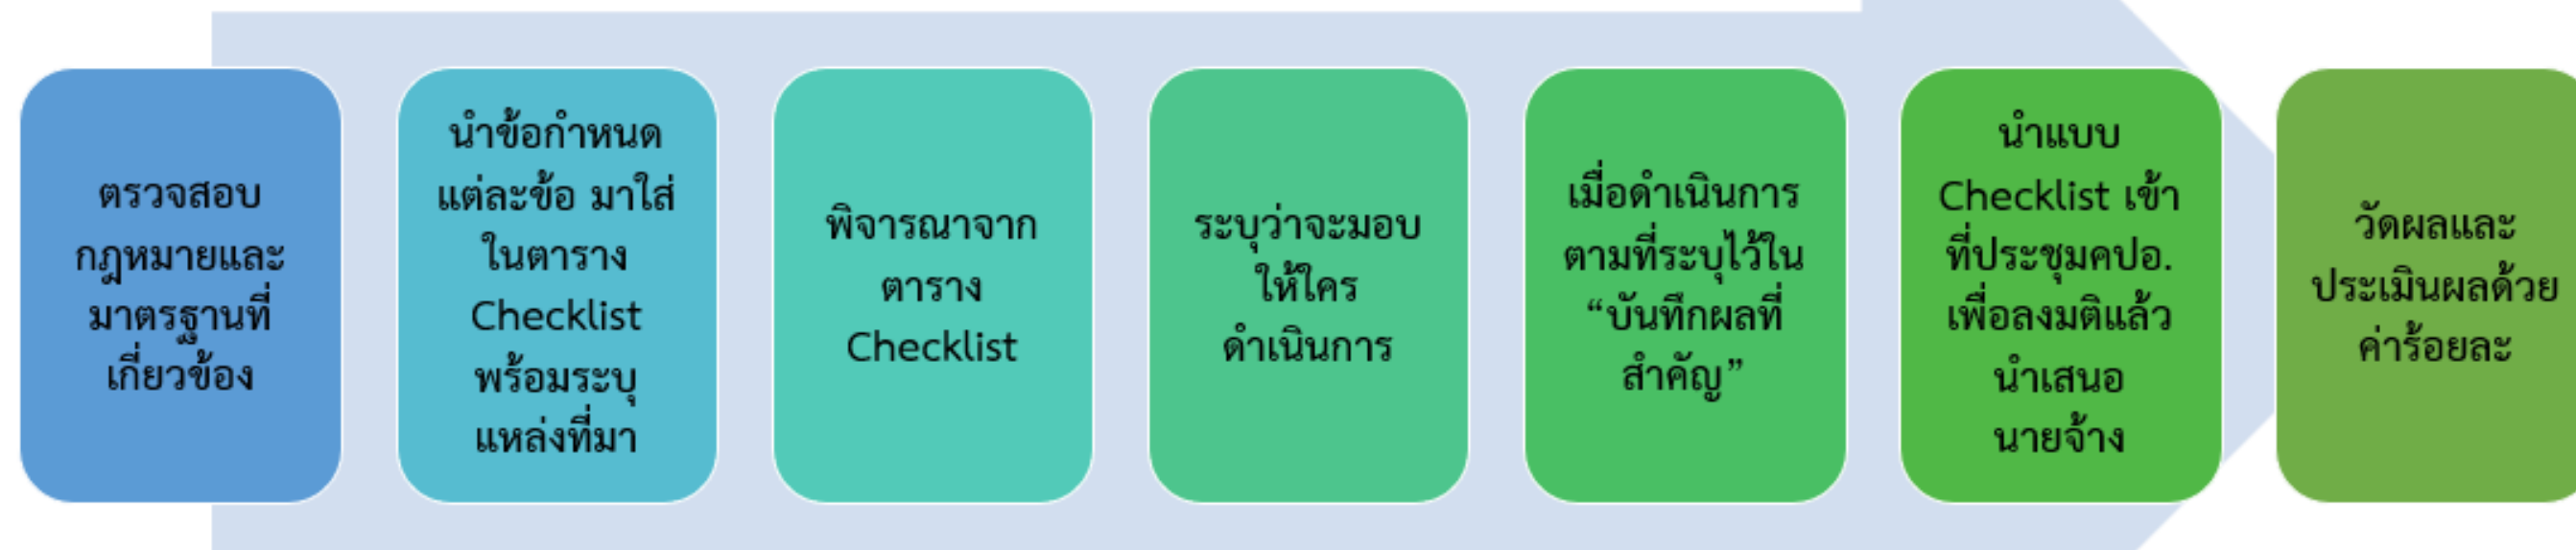 ตรวจสอบ
กฎหมายและ
มาตรฐานที่
เกี่ยวข้อง
นำข้อกำหนด
แต่ละข้อ มาใส่
ในตาราง
Checklist
พร้อมระบุ
แหล่งที่มา
พิจารณาจาก
ตาราง
Checklist
ระบุว่าจะมอบ
ให้ใคร
ดำเนินการ
เมื่อดำเนินการ
ตามที่ระบุไว้ใน
“บันทึกผลที่
สำคัญ”
นำแบบ
Checklist เข้า
ที่ประชุมคปอ.
เพื่อลงมติแล้ว
นำเสนอ
นายจ้าง
วัดผลและ
ประเมินผลด้วย
ค่าร้อยละ